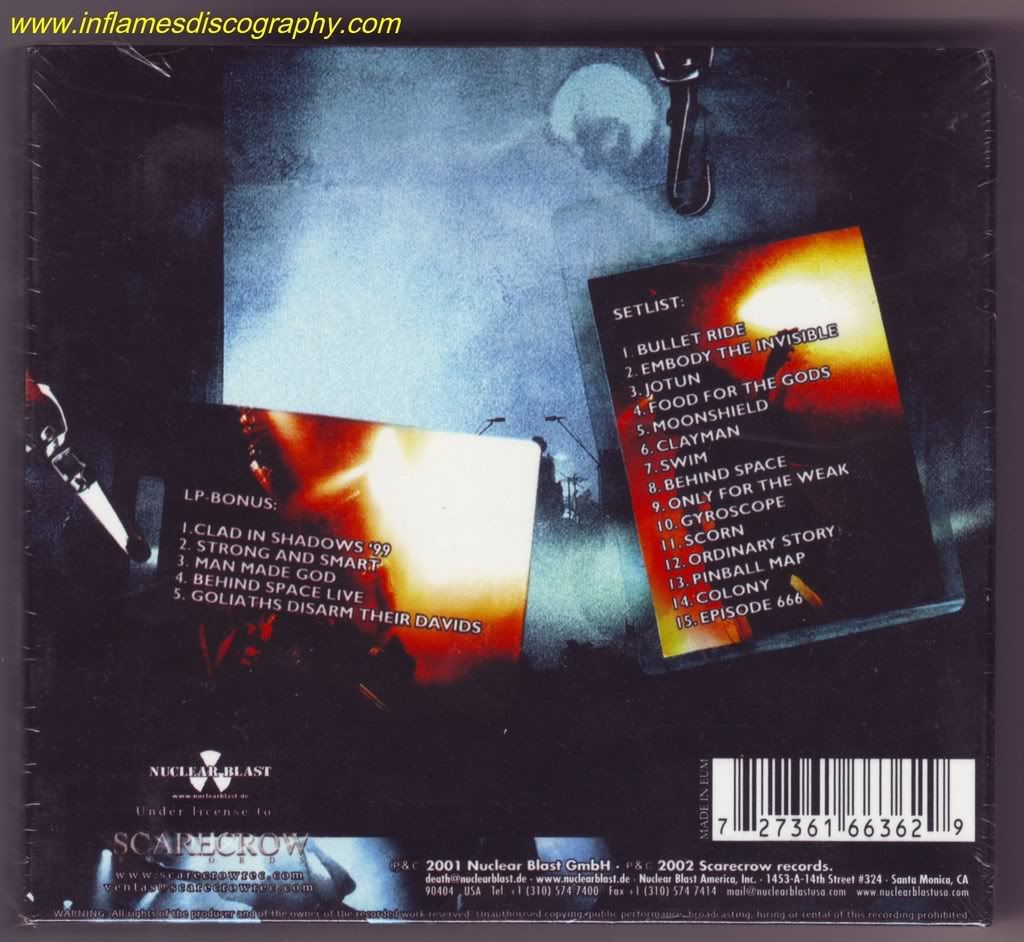 www.inflamesdiscography.com
SETLIST:
1. BULLET RIDE
2. EMBODY THE INVISIBLE
3. JOTUN
4. FOOD FOR THE GODS
5. MOONSHIELD
6. CLAYMAN
7. SWIM
8. BEHIND SPACE
9. ONLY FOR THE WEAK
10. GYROSCOPE
11. SCORN
12. ORDINARY STORY
13. PINBALL MAP
14. COLONY
15. EPISODE 666
LP-BONUS:
1. CLAD IN SHADOWS '99
2. STRONG AND SMART
3. MAN MADE GOD
4. BEHIND SPACE LIVE
5. GOLIATHS DISARM THEIR DAVIDS
NUCLEAR BLAST
www.nuclearblast.de
Under license to
SCARECROW
RECORDS
www.scarecrowrec.com
ventas@scarecrowrec.com
MADE IN EUM
7 27361 66362 9
P & C 2001 Nuclear Blast GmbH · P & C 2002 Scarecrow records.
death@nuclearblast.de · www.nuclearblast.de · Nuclear Blast America, Inc. · 1453-A-14th Street #324 · Santa Monica, CA
90404 , USA Tel +1 (310) 574 7400 Fax +1 (310) 574 7414 mail@nuclearblastusa.com www.nuclearblastusa.com
WARNING: All rights of the producer and of the owner of the recorded work reserved. Unauthorised copying, public performance, broadcasting, hiring or rental of this recording prohibited